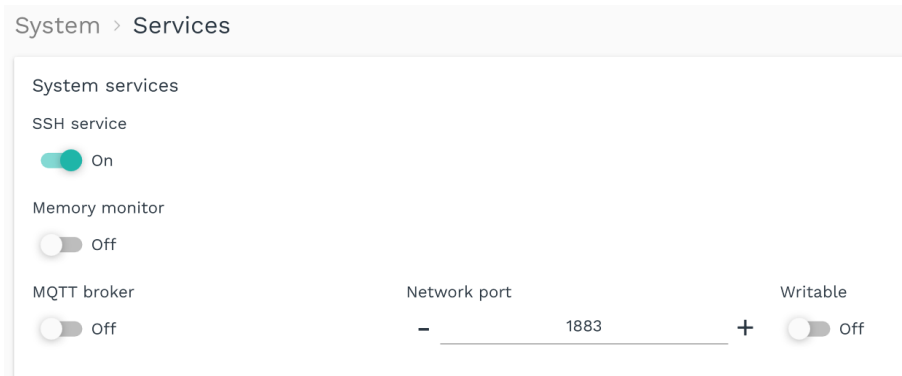 System > Services
System services
SSH service
On
Memory monitor
Off
MQTT broker Network port Writable
Off - 1883 + Off